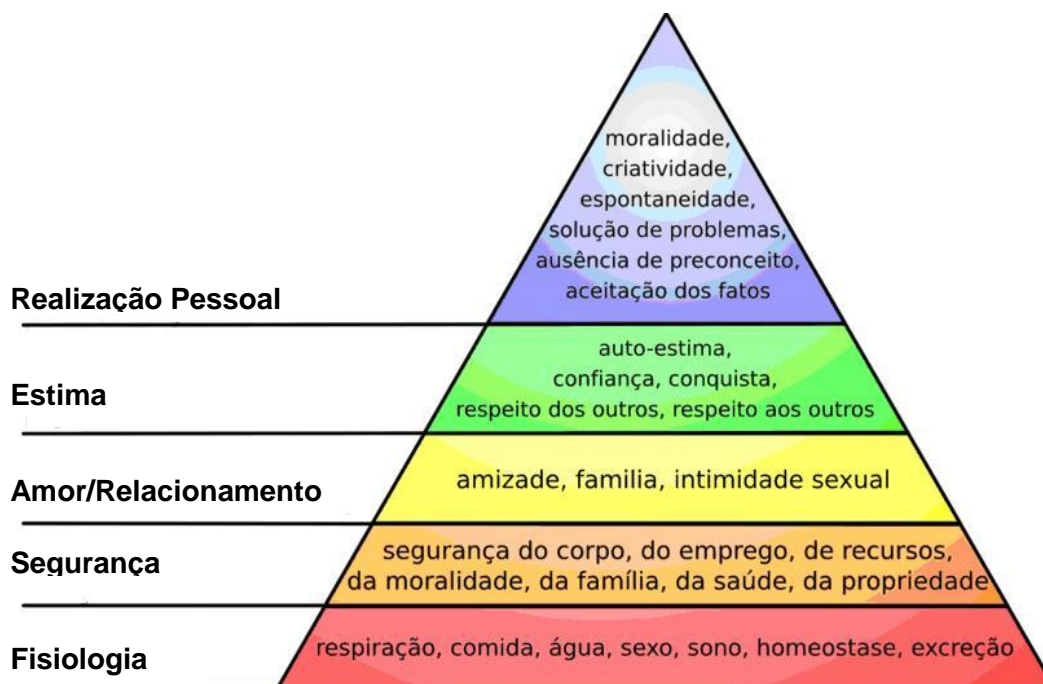 moralidade,
criatividade,
espontaneidade,
solução de problemas,
ausência de preconceito,
aceitação dos fatos
Realização Pessoal
auto-estima,
confiança, conquista,
respeito dos outros, respeito aos outros
Estima
amizade, familia, intimidade sexual
Amor/Relacionamento
segurança do corpo, do emprego, de recursos,
da moralidade, da família, da saúde, da propriedade
Segurança
respiração, comida, água, sexo, sono, homeostase, excreção
Fisiologia